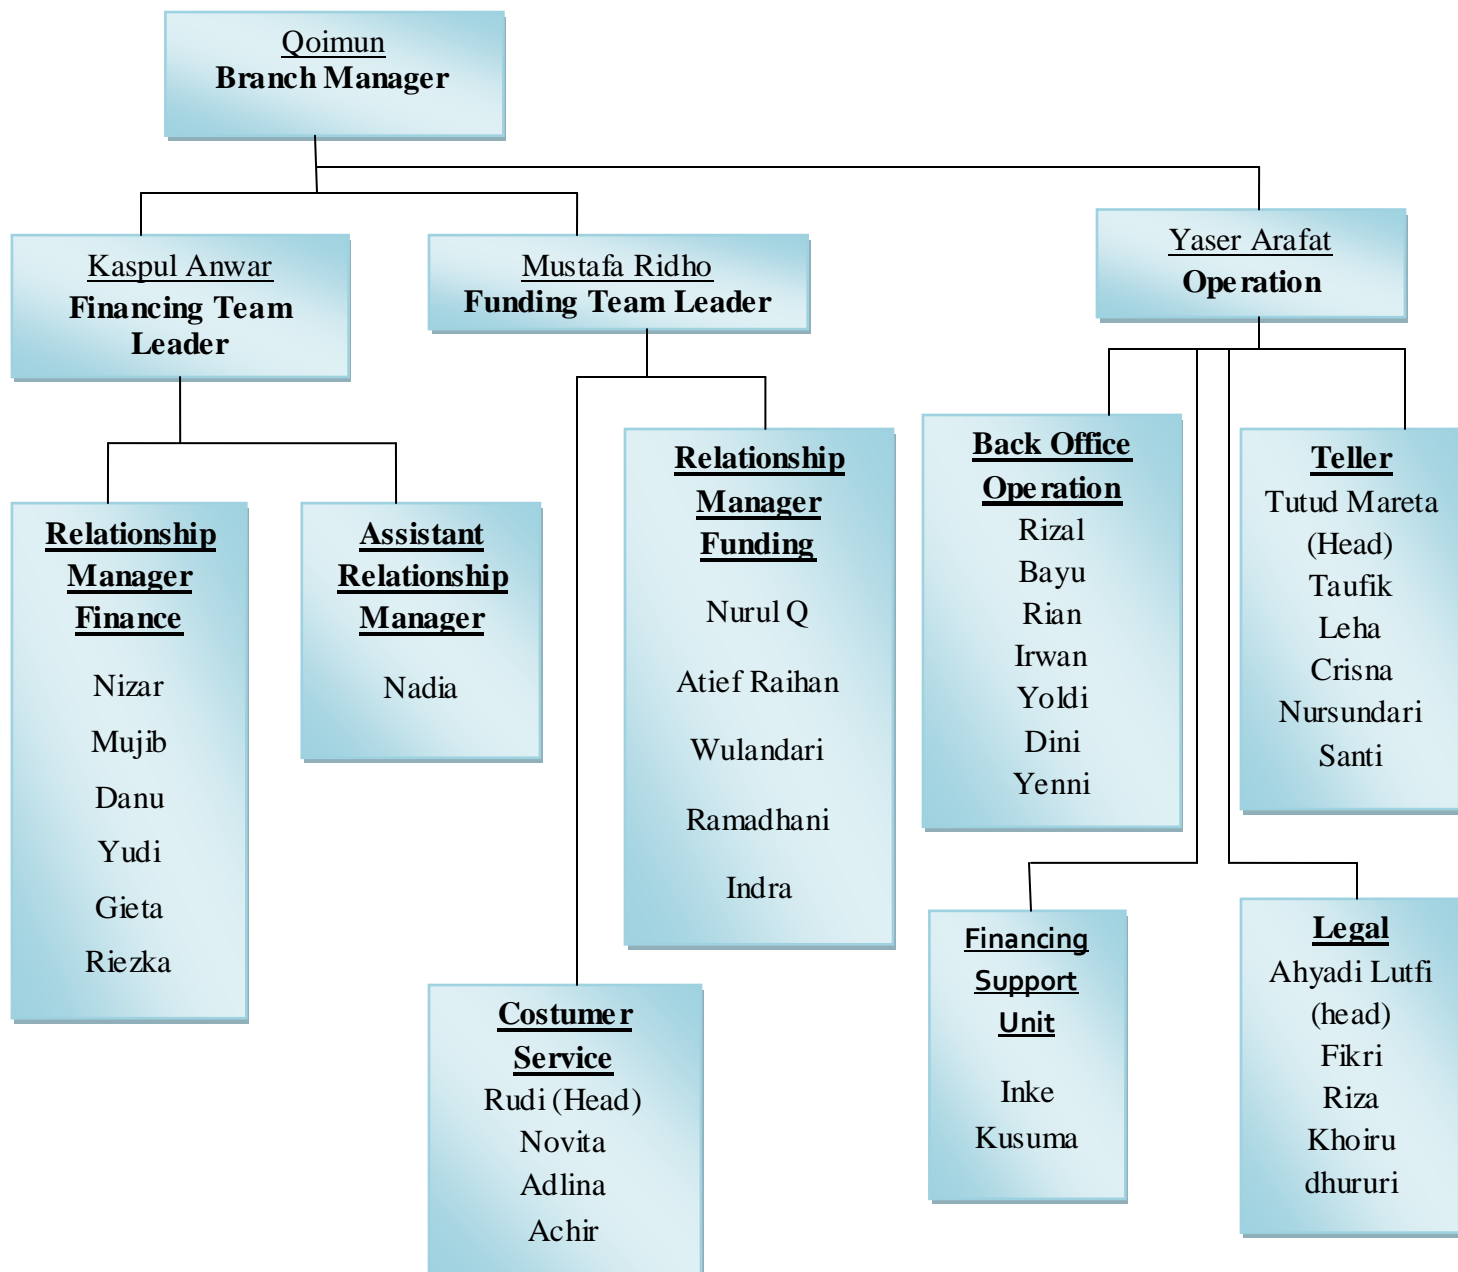 Qoimun
Branch Manager
Kaspul Anwar
Financing Team
Leader
Mustafa Ridho
Funding Team Leader
Yaser Arafat
Operation
Relationship
Manager
Finance
Nizar
Mujib
Danu
Yudi
Gieta
Riezka
Assistant
Relationship
Manager
Nadia
Relationship
Manager
Funding
Nurul Q
Atief Raihan
Wulandari
Ramadhani
Indra
Costumer
Service
Rudi (Head)
Novita
Adlina
Achir
Back Office
Operation
Rizal
Bayu
Rian
Irwan
Yoldi
Dini
Yenni
Teller
Tutud Mareta
(Head)
Taufik
Leha
Crisna
Nursundari
Santi
Financing
Support
Unit
Inke
Kusuma
Legal
Ahyadi Lutfi
(head)
Fikri
Riza
Khoiru
dhururi